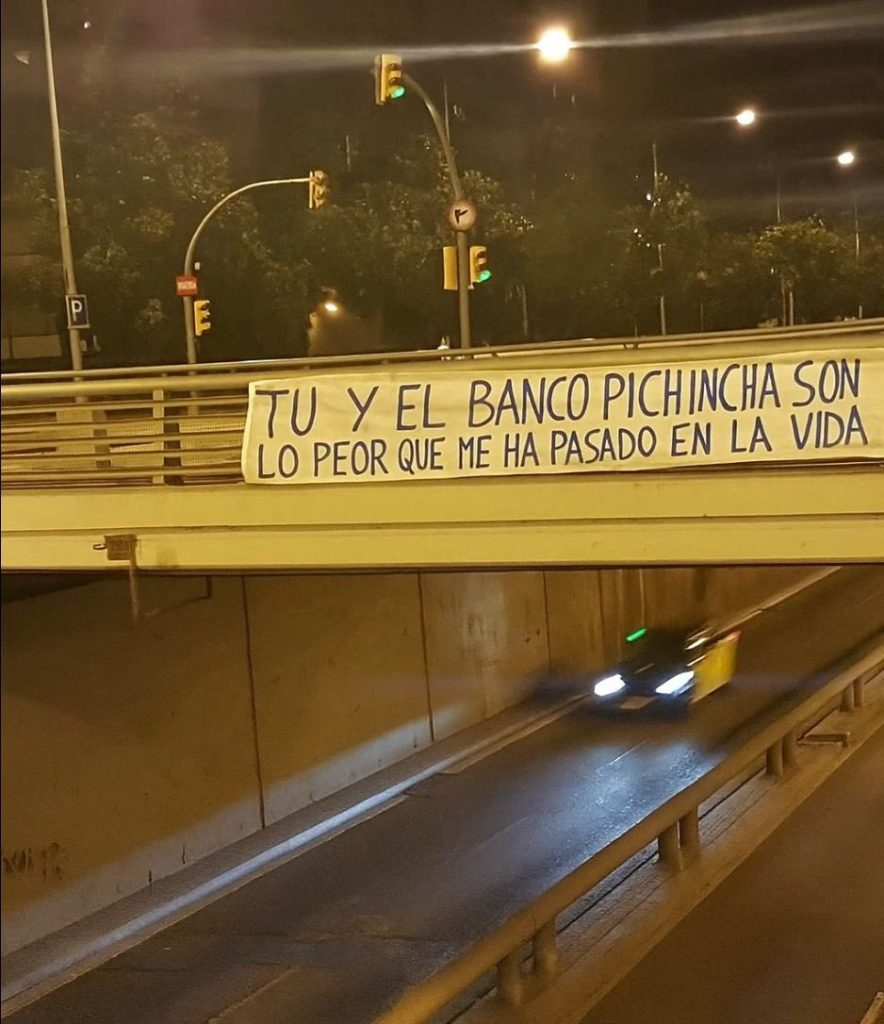 P
TU Y EL BANCO PICHINCHA SON
LO PEOR QUE ME HA PASADO EN LA VIDA